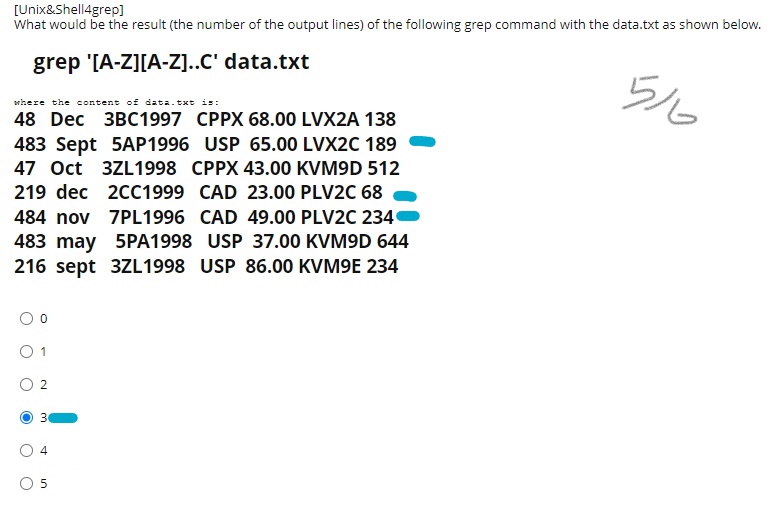 [Unix&Shell4grep]
What would be the result (the number of the output lines) of the following grep command with the data.txt as shown below.
grep '[A-Z][A-Z]..C' data.txt
5/6
where the content of data.txt is:
48 Dec 3BC1997 CPPX 68.00 LVX2A 138
483 Sept 5AP1996 USP 65.00 LVX2C 189
47 Oct 3ZL1998 CPPX 43.00 KVM9D 512
219 dec 2CC1999 CAD 23.00 PLV2C 68
484 nov 7PL1996 CAD 49.00 PLV2C 234
483 may 5PA1998 USP 37.00 KVM9D 644
216 sept 3ZL1998 USP 86.00 KVM9E 234
0
1
2
3
4
5